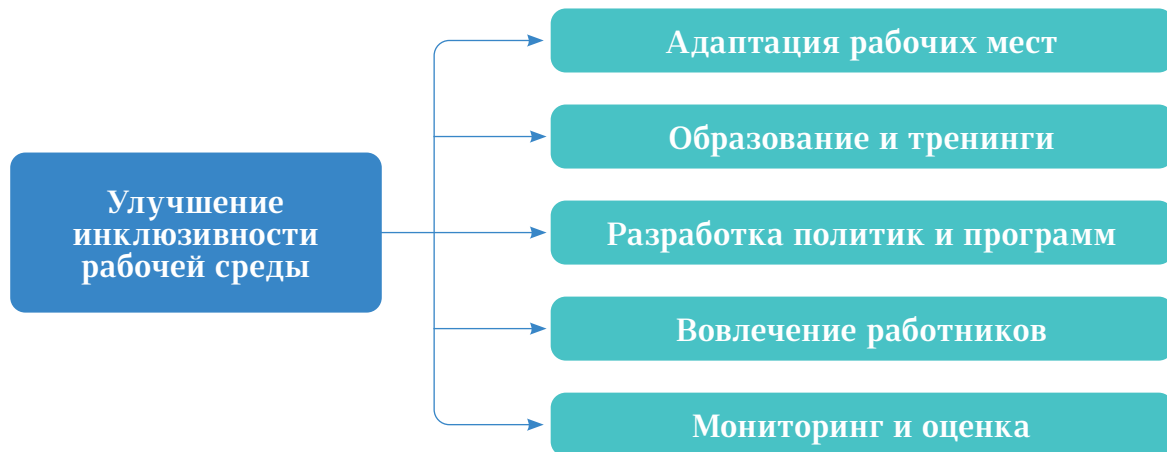 Улучшение
инклюзивности
рабочей среды
Адаптация рабочих мест
Образование и тренинги
Разработка политик и программ
Вовлечение работников
Мониторинг и оценка